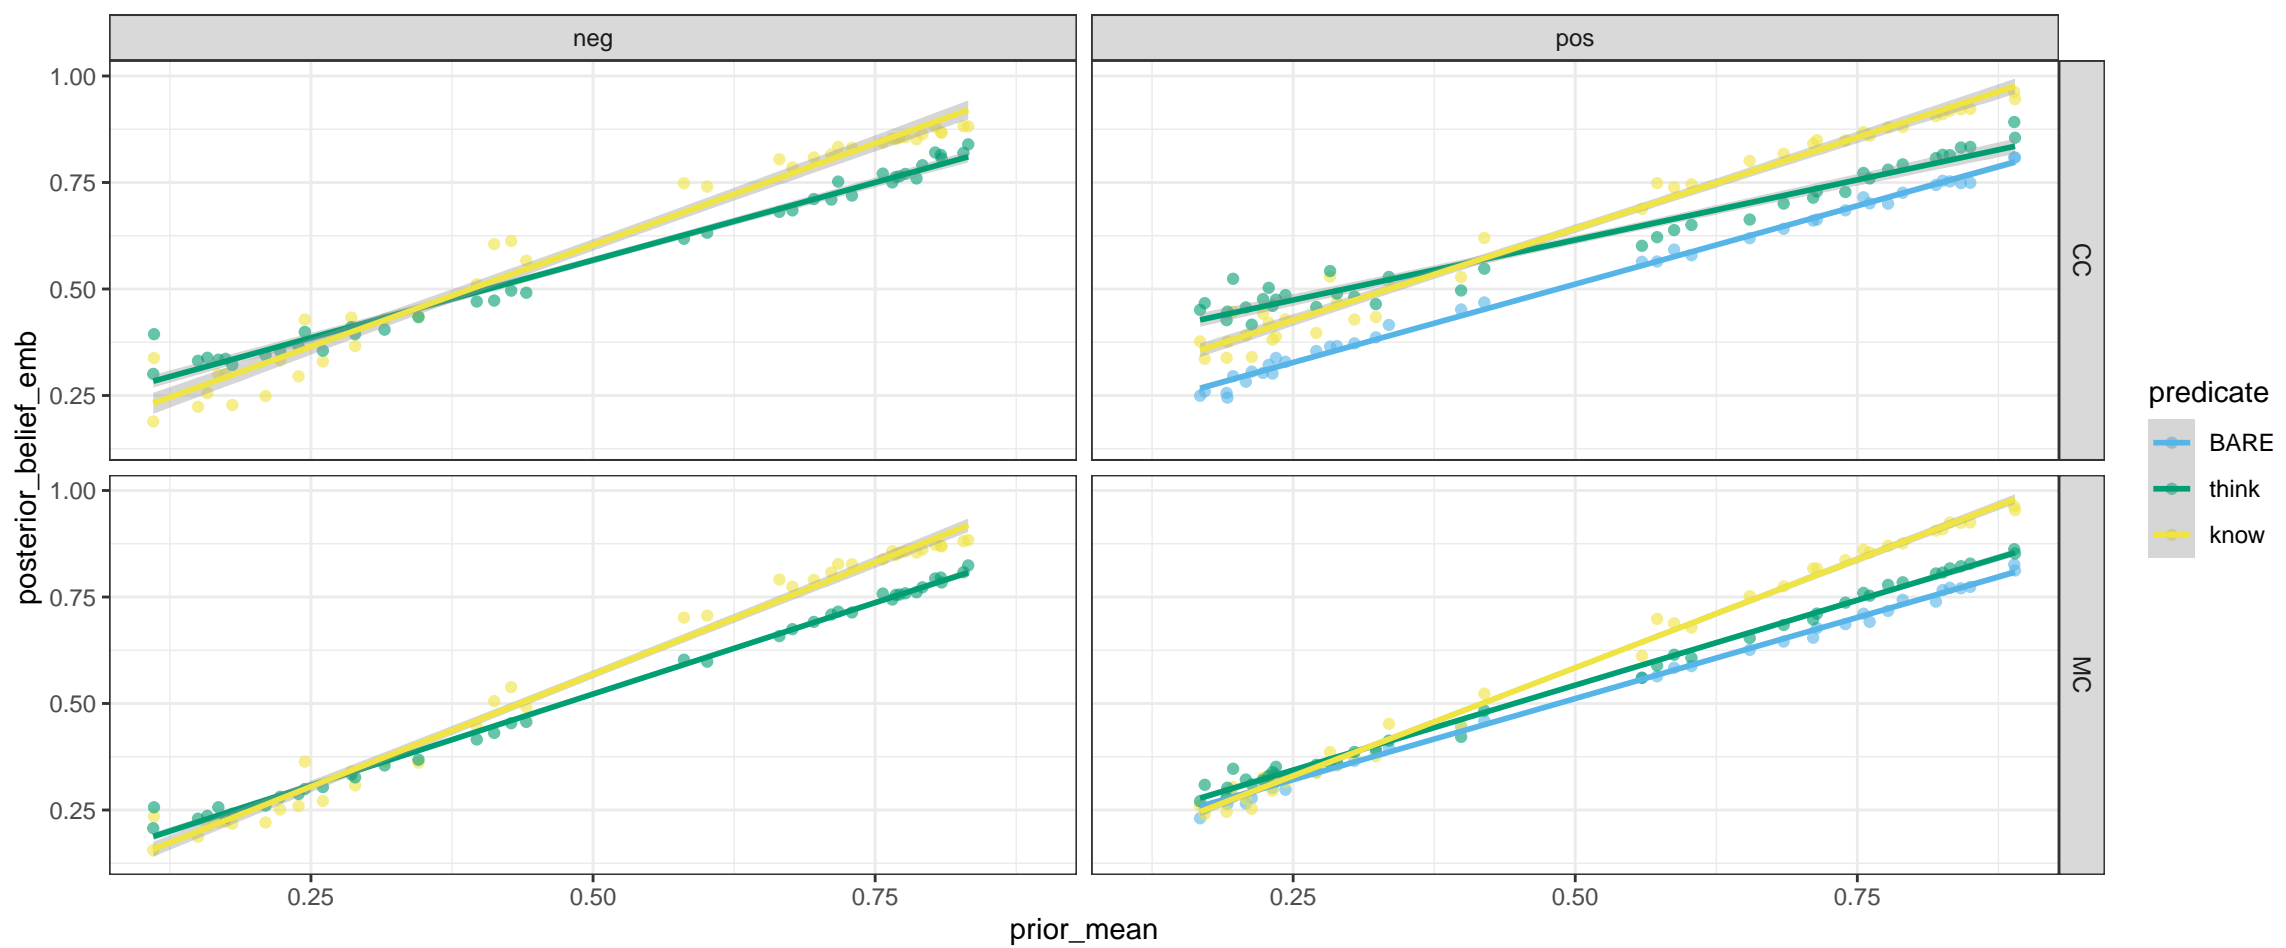 neg
pos
1.00
0.75
0.50
0.25
CC
1.00
0.75
0.50
0.25
MC
posterior_belief_emb
0.25
0.50
0.75
0.25
0.50
0.75
prior_mean
predicate
BARE
think
know